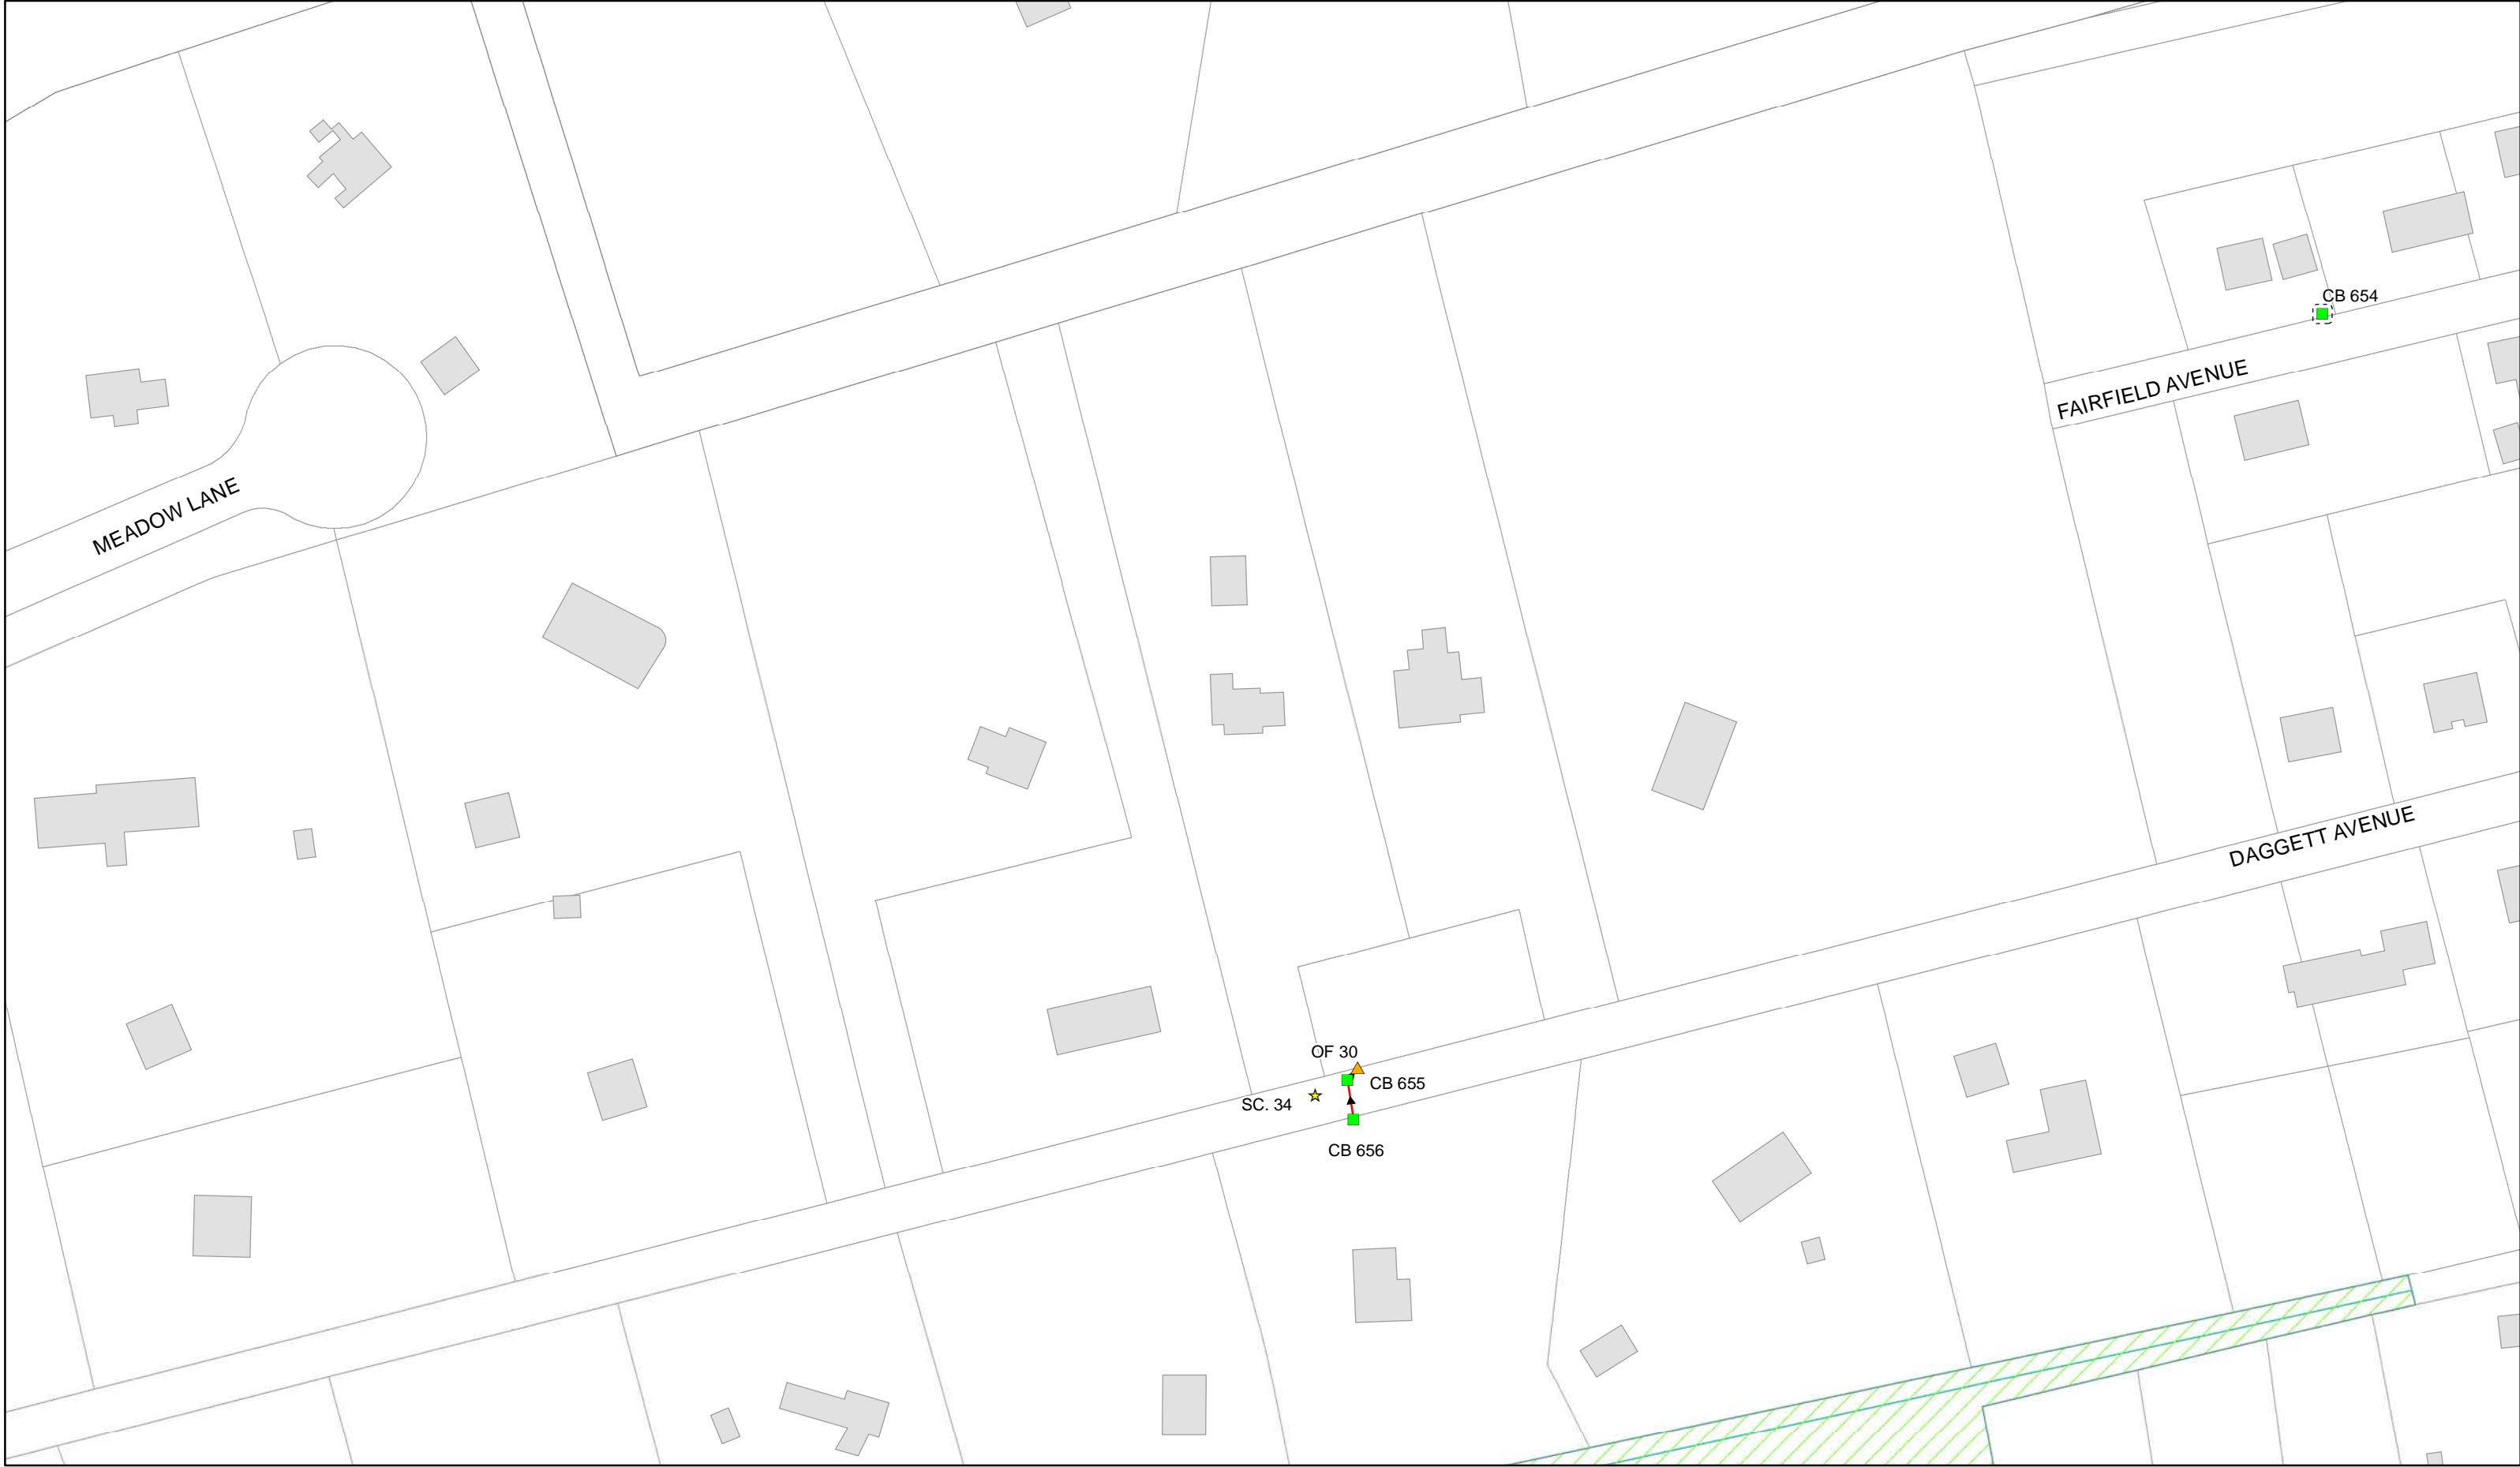 CB 654
FAIRFIELD AVENUE
MEADOW LANE
DAGGETT AVENUE
OF 30
CB 655
SC. 34
CB 656